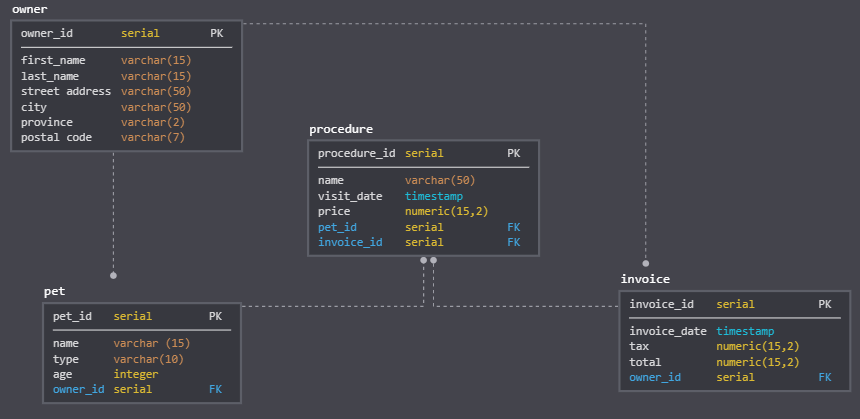 owner
owner_id serial PK
first_name varchar(15)
last_name varchar(15)
street address varchar(50)
city varchar(50)
province varchar(2)
postal code varchar(7)
procedure
procedure_id serial PK
name varchar(50)
visit_date timestamp
price numeric(15,2)
pet_id serial FK
invoice_id serial FK
pet
pet_id serial PK
name varchar (15)
type varchar(10)
age integer
owner_id serial FK
invoice
invoice_id serial PK
invoice_date timestamp
tax numeric(15,2)
total numeric(15,2)
owner_id serial FK